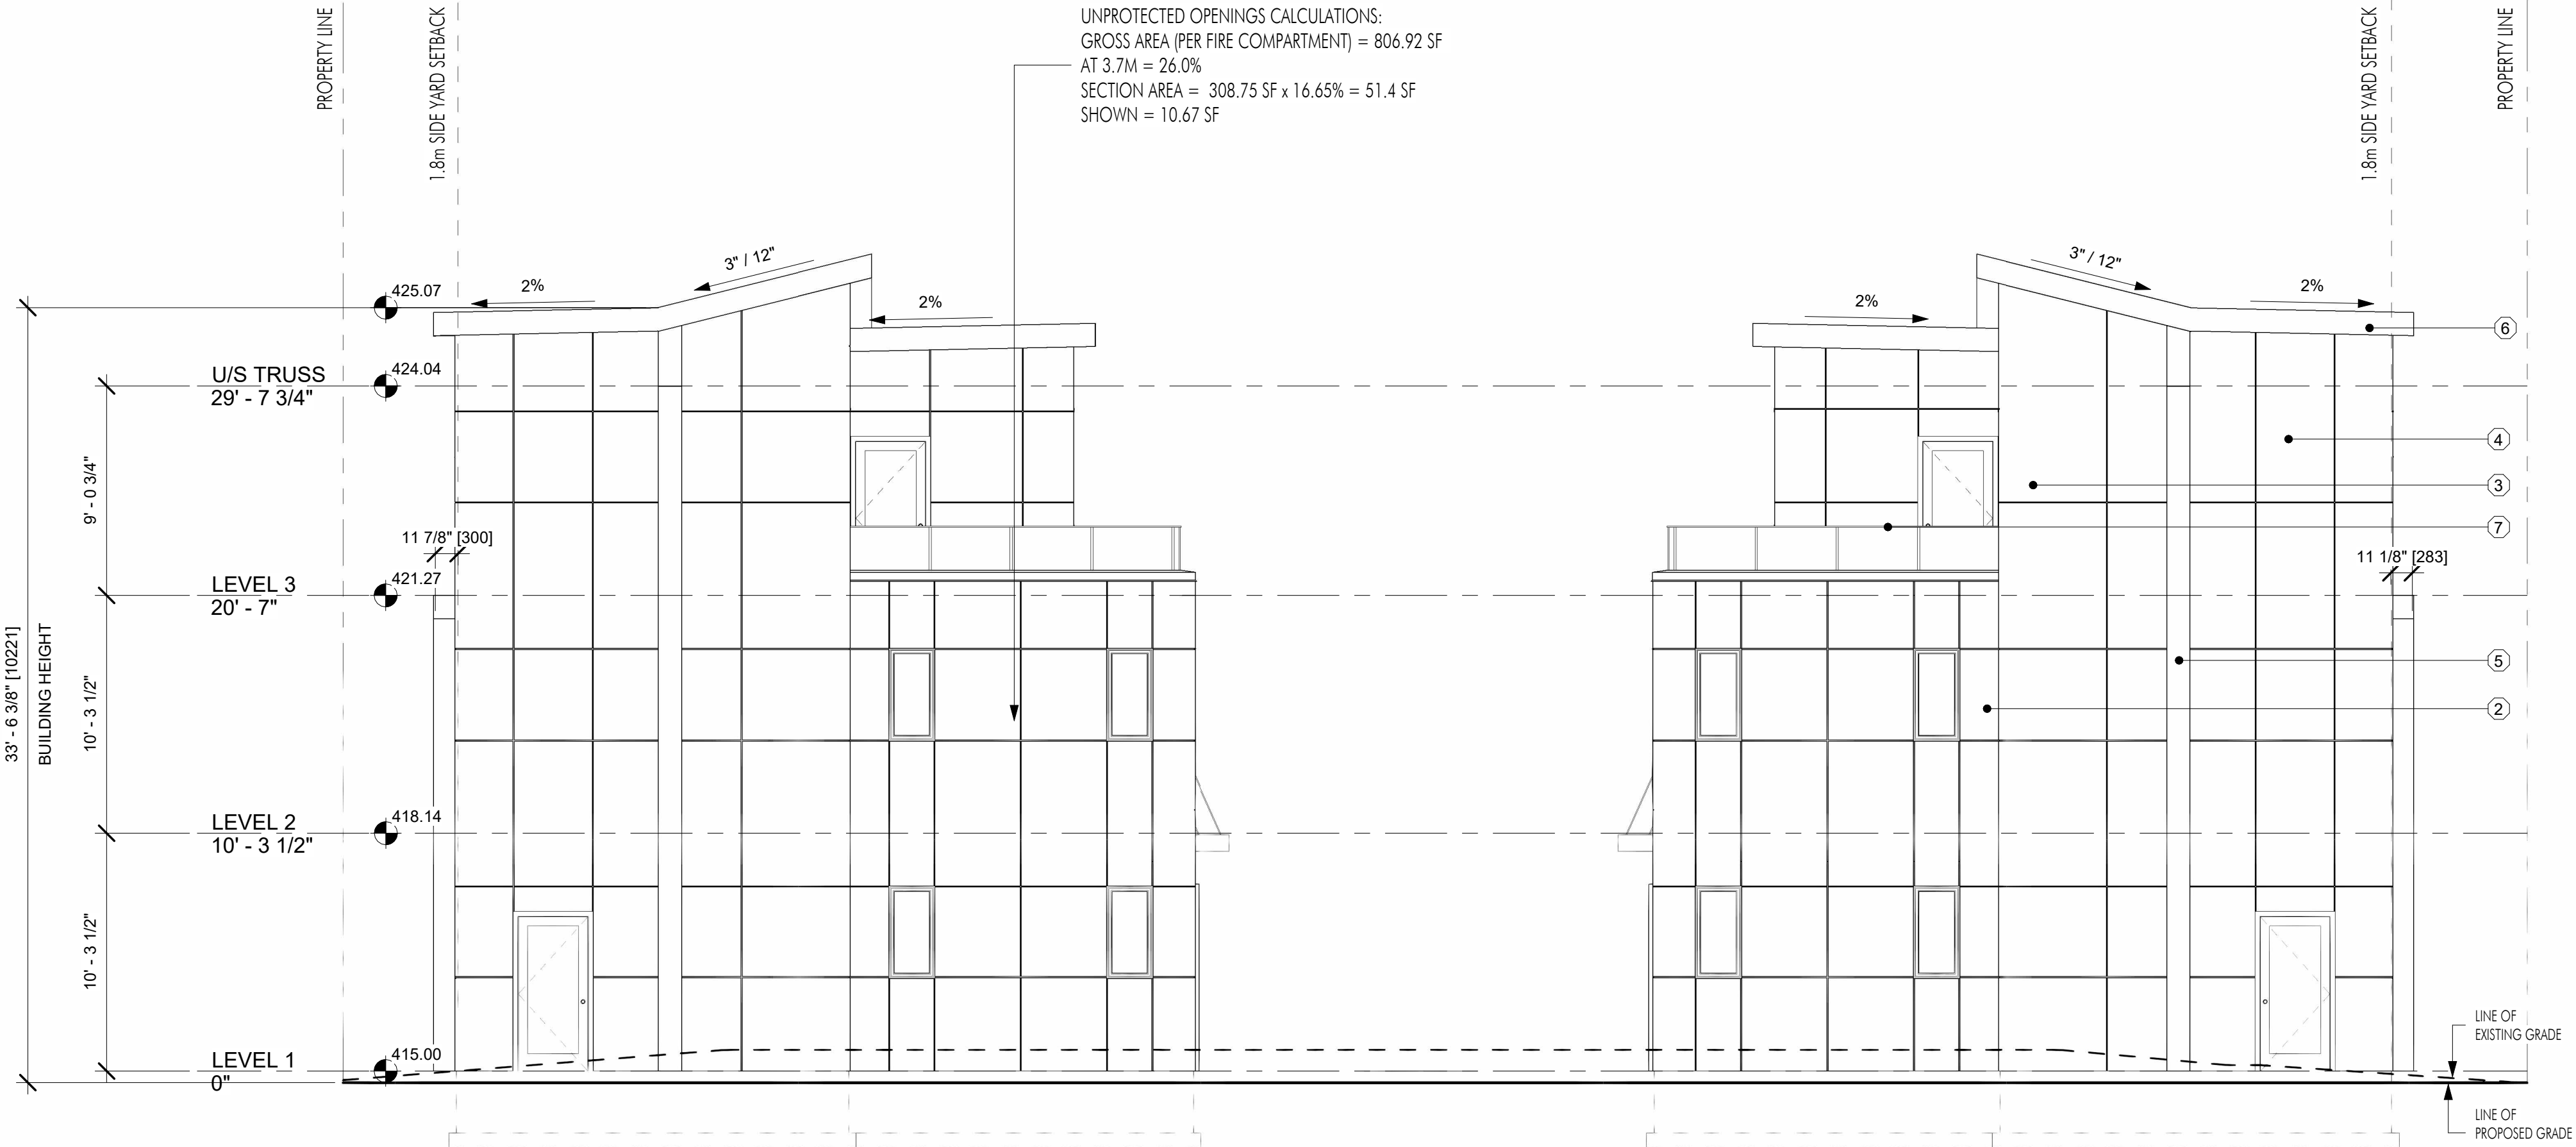 PROPERTY LINE
1.8m SIDE YARD SETBACK
UNPROTECTED OPENINGS CALCULATIONS:
GROSS AREA (PER FIRE COMPARTMENT) = 806.92 SF
AT 3.7M = 26.0%
SECTION AREA =  308.75 SF x 16.65% = 51.4 SF
SHOWN = 10.67 SF
1.8m SIDE YARD SETBACK
PROPERTY LINE
2%
3" / 12"
2%
2%
3" / 12"
2%
425.07
6
U/S TRUSS
29' - 7 3/4"
424.04
4
9' - 0 3/4"
3
7
11 7/8" [300]
11 1/8" [283]
LEVEL 3
20' - 7"
421.27
33' - 6 3/8" [10221]
BUILDING HEIGHT
10' - 3 1/2"
5
2
LEVEL 2
10' - 3 1/2"
418.14
10' - 3 1/2"
LEVEL 1
0"
415.00
LINE OF
EXISTING GRADE
LINE OF
PROPOSED GRADE